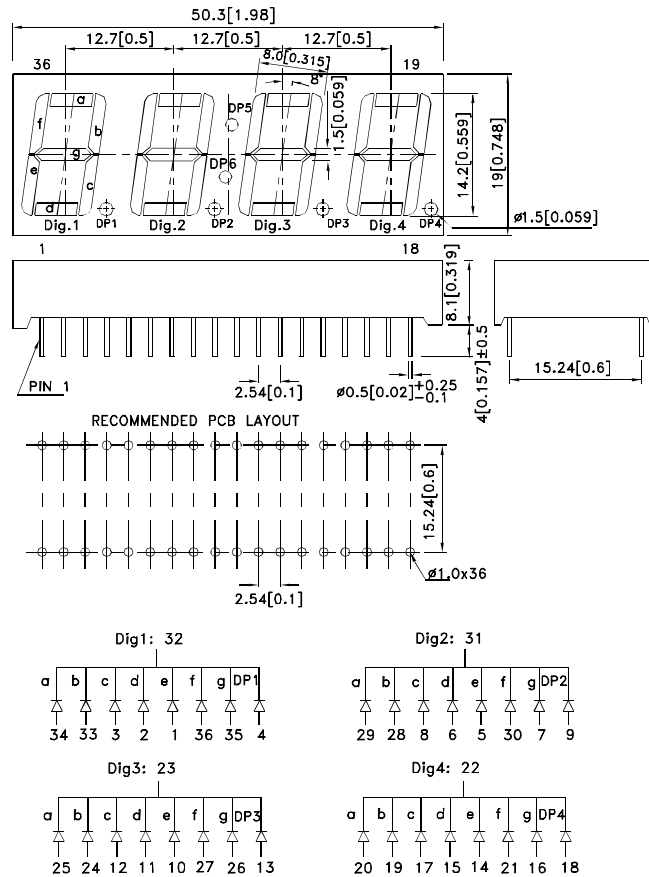 50.3[1.98]
12.7[0.5] 12.7[0.5] 12.7[0.5]
8.0[0.315]
36 19
8°
a DP5
f b
1.5[0.059]
g
14.2[0.559]
19[0.748]
e DP6
c
d
Dig.1 DP1 Dig.2 DP2 Dig.3 DP3 Dig.4 DP4
ø1.5[0.059]
1 18
8.1[0.319]
4[0.157]±0.5
PIN 1
2.54[0.1] ø0.5[0.02]+0.25 −0.1
15.24[0.6]
RECOMMENDED PCB LAYOUT
15.24[0.6]
ø1.0x36
2.54[0.1]
Dig1: 32
a b c d e f g DP1
34 33 3 2 1 36 35 4
Dig2: 31
a b c d e f g DP2
29 28 8 6 5 30 7 9
Dig3: 23
a b c d e f g DP3
25 24 12 11 10 27 26 13
Dig4: 22
a b c d e f g DP4
20 19 17 15 14 21 16 18